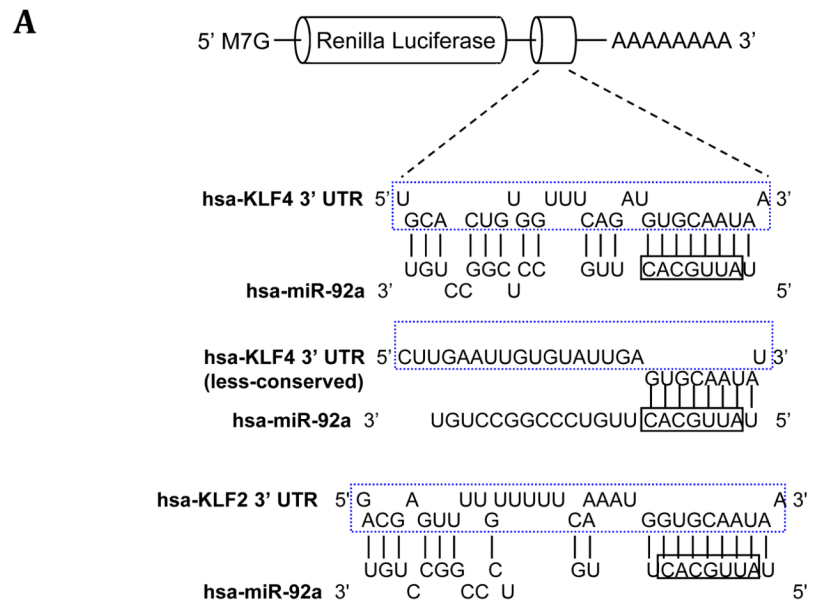 A
5’ M7G Renilla Luciferase AAAAAAAA 3’
hsa-KLF4 3’ UTR 5’ U U UUU AU A 3’
GCA CUG GG CAG GUGCAAUA
UGU GGC CC GUU CACGUUAU
hsa-miR-92a 3’ CC U 5’
hsa-KLF4 3’ UTR 5’ CUUGAAUUGUGUAUUGA U 3’
(less-conserved) GUGCAAUA
hsa-miR-92a 3’ UGUCCGGCCCUGUU CACGUUAU 5’
hsa-KLF2 3’ UTR 5' G A UU UUUUU AAAU A 3'
ACG GUU G CA GGUGCAAUA
UGU CGG C GU UCACGUUAU
hsa-miR-92a 3' C CC U 5'